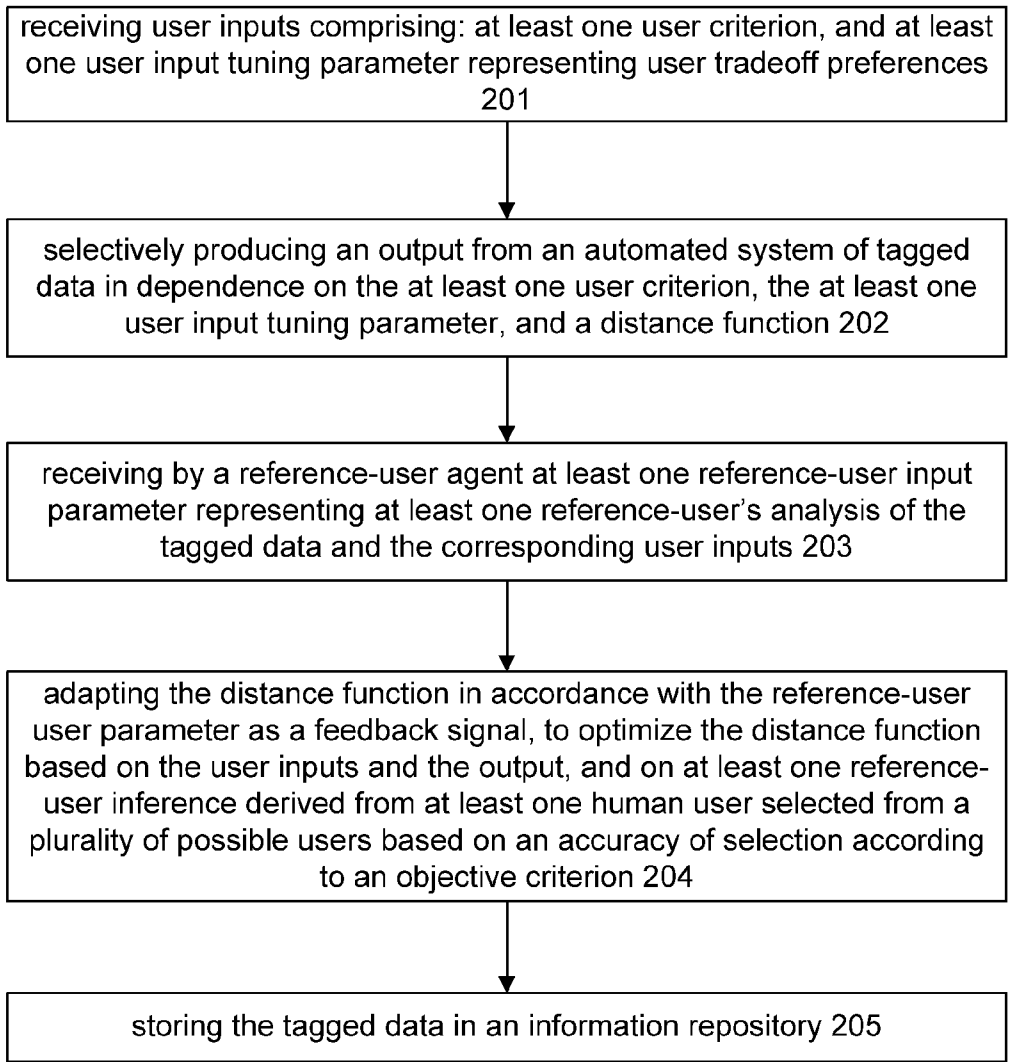 receiving user inputs comprising: at least one user criterion, and at least
one user input tuning parameter representing user tradeoff preferences
201
selectively producing an output from an automated system of tagged
data in dependence on the at least one user criterion, the at least one
user input tuning parameter, and a distance function 202
receiving by a reference-user agent at least one reference-user input
parameter representing at least one reference-user's analysis of the
tagged data and the corresponding user inputs 203
adapting the distance function in accordance with the reference-user
user parameter as a feedback signal, to optimize the distance function
based on the user inputs and the output, and on at least one reference-
user inference derived from at least one human user selected from a
plurality of possible users based on an accuracy of selection according
to an objective criterion 204
storing the tagged data in an information repository 205